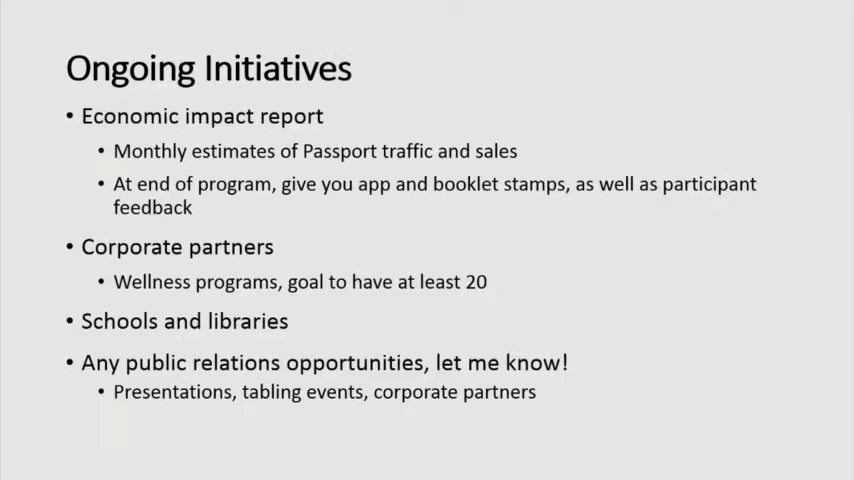 Ongoing Initiatives
• Economic impact report
• Monthly estimates of Passport traffic and sales
• At end of program, give you app and booklet stamps, as well as participant
feedback
• Corporate partners
• Wellness programs, goal to have at least 20
• Schools and libraries
• Any public relations opportunities, let me know!
• Presentations, tabling events, corporate partners